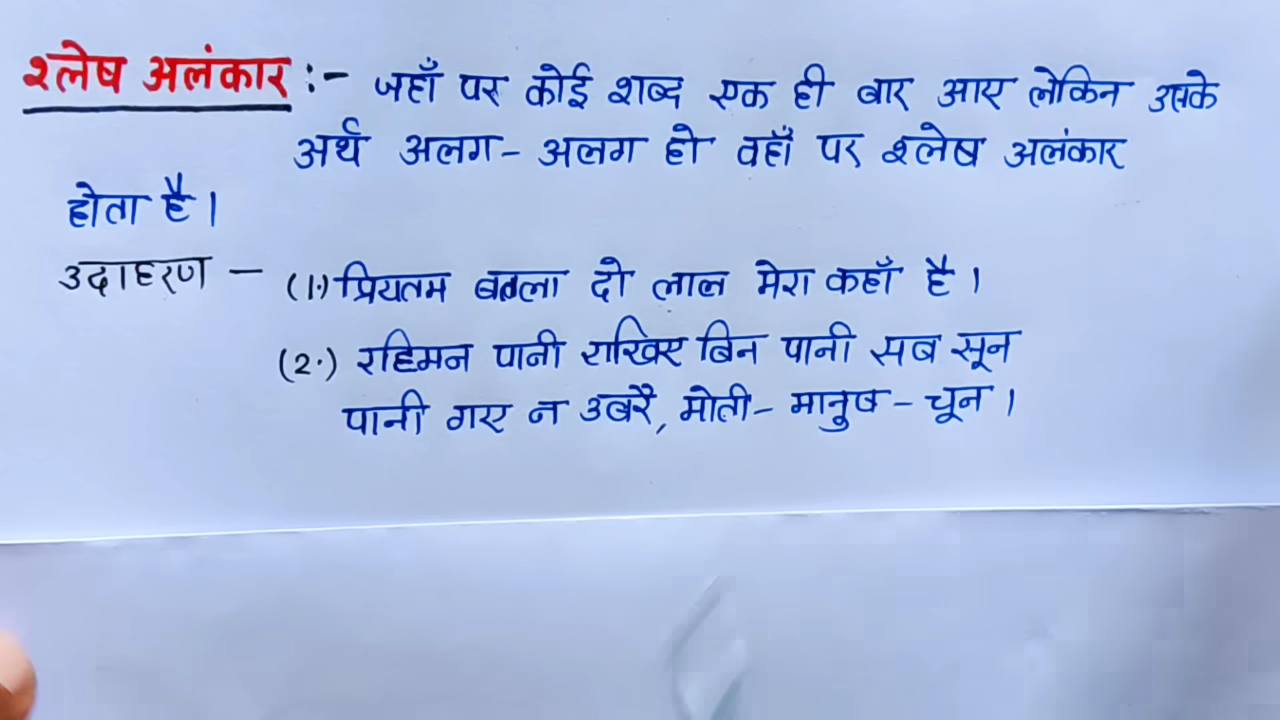 श्लेष अलंकार :- जहाँ पर कोई शब्द एक ही बार आए लेकिन उसके
अर्थ अलग- अलग हो वहाँ पर श्लेष अलंकार
होता है।
उदाहरण - (1.) प्रियतम बतला दो लाल मेरा कहाँ है।
(2.) रहिमन पानी राखिए बिन पानी सब सून
पानी गए न उबरै, मोती- मानुष - चून।